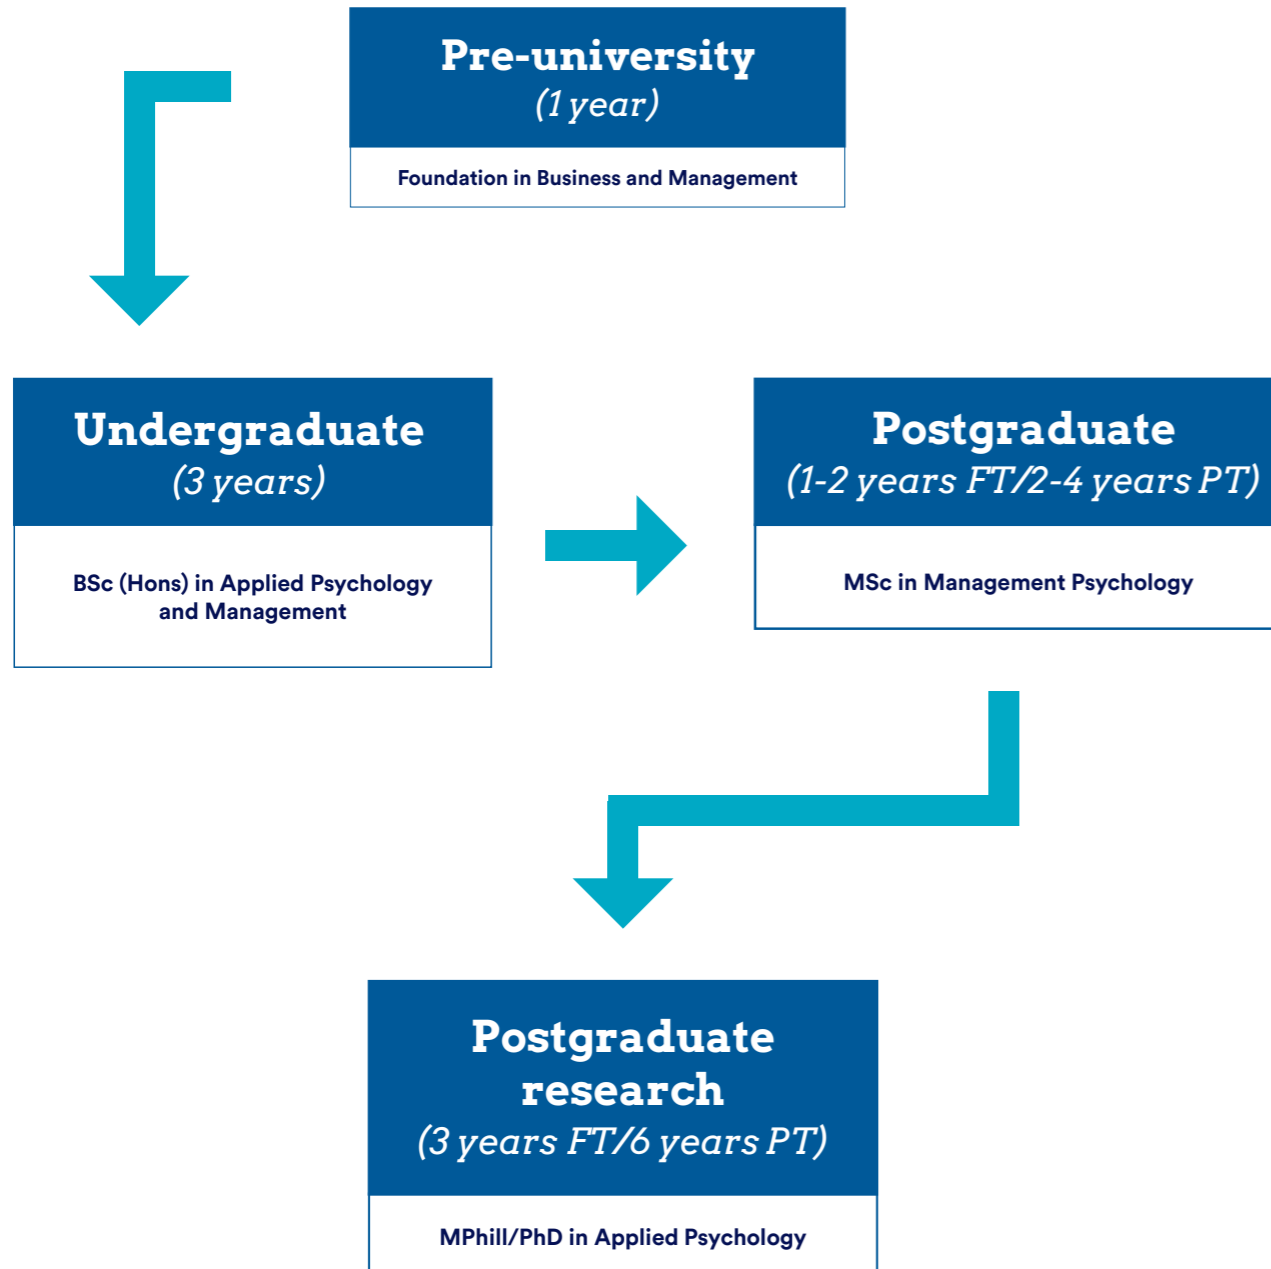 Pre-university
(1 year)
Foundation in Business and Management
Undergraduate
(3 years)
BSc (Hons) in Applied Psychology
and Management
Postgraduate
(1-2 years FT/2-4 years PT)
MSc in Management Psychology
Postgraduate
research
(3 years FT/6 years PT)
MPhill/PhD in Applied Psychology